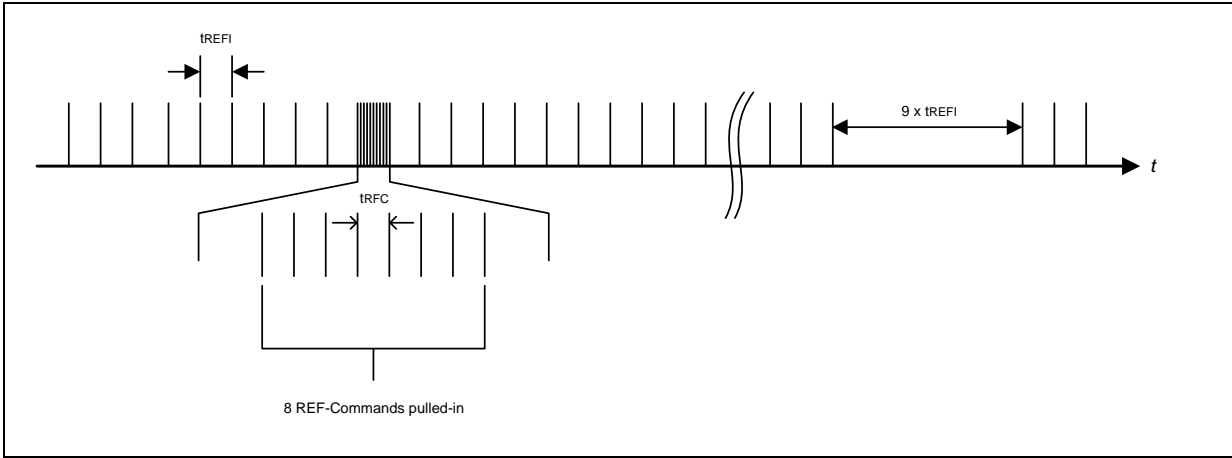 tREFI
9 x tREFI
t
tRFC
8 REF-Commands pulled-in